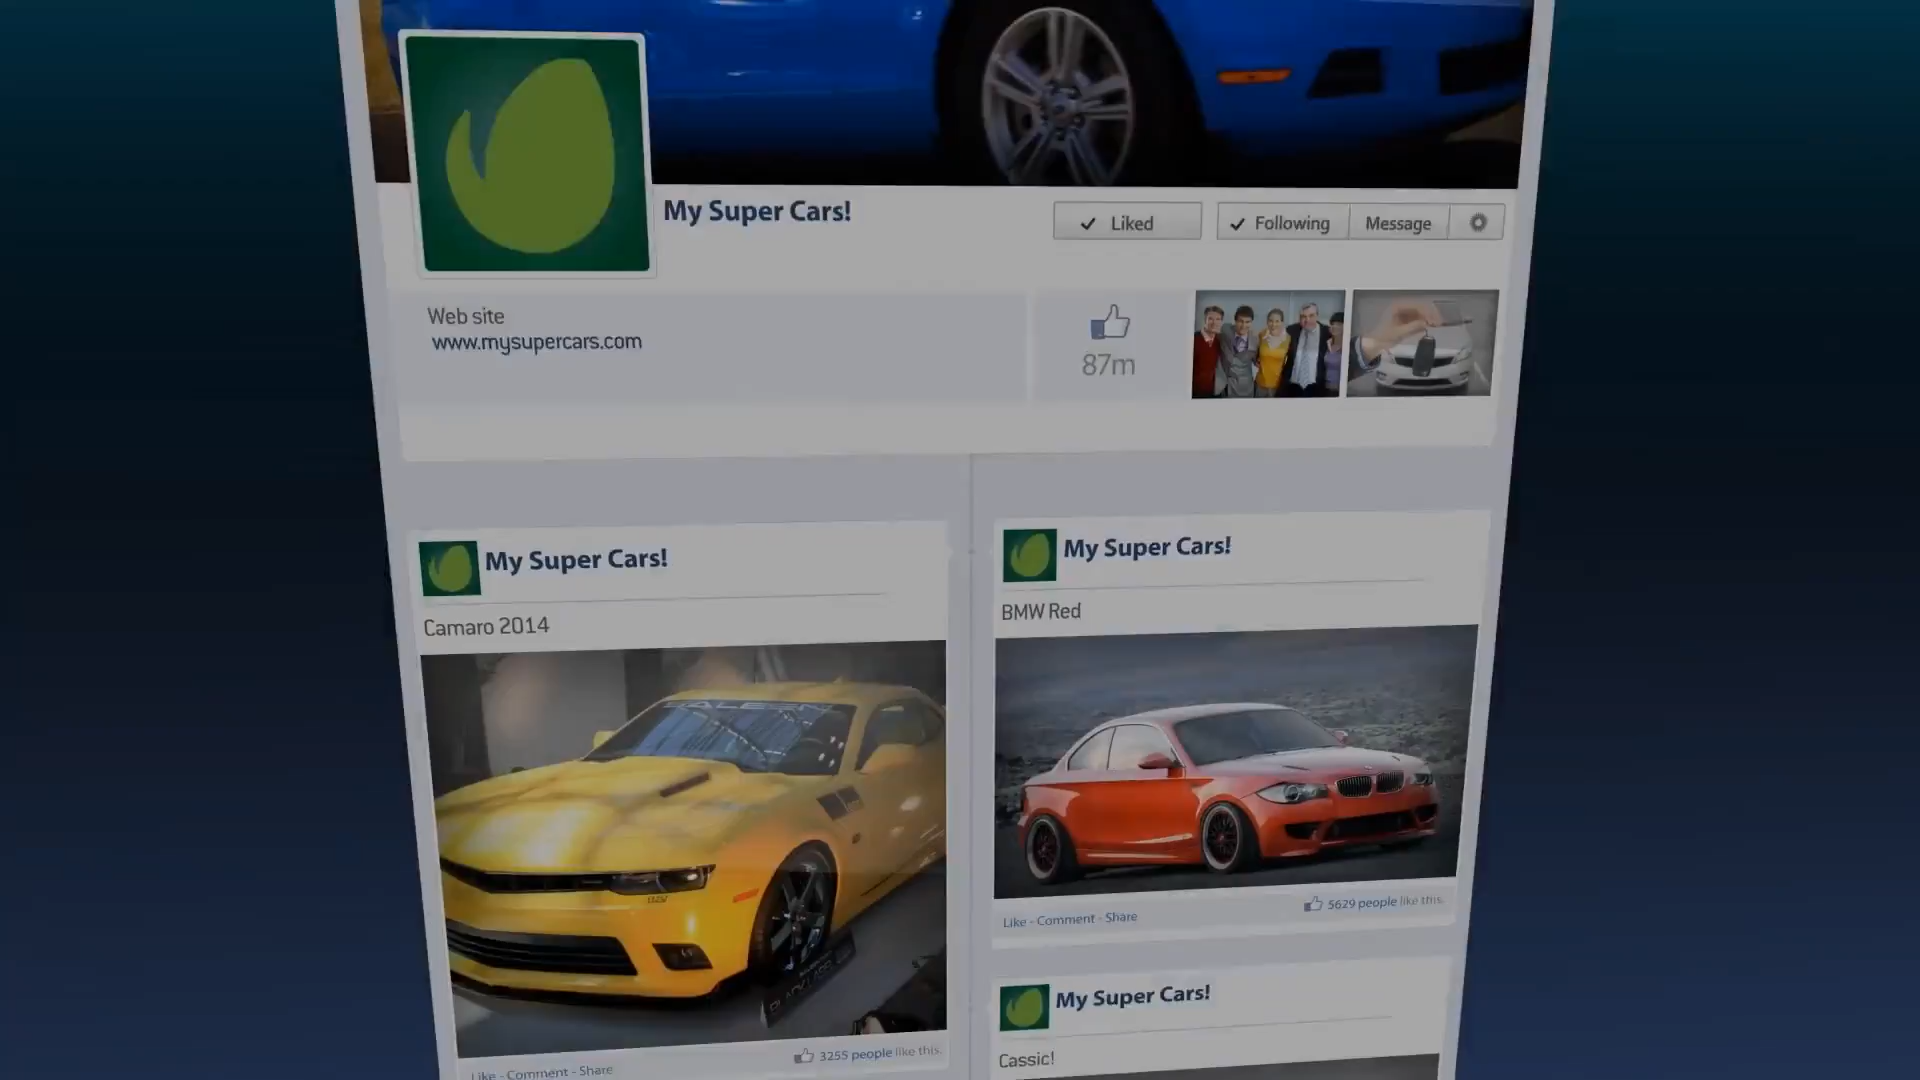 My Super Cars!
Liked
Following
Message
Web site
www.mysupercars.com
87m
My Super Cars!
Camaro 2014
SALEEN
3255 people like this.
Like - Comment - Share
My Super Cars!
BMW Red
Like - Comment - Share
5629 people like this.
My Super Cars!
Cassic!